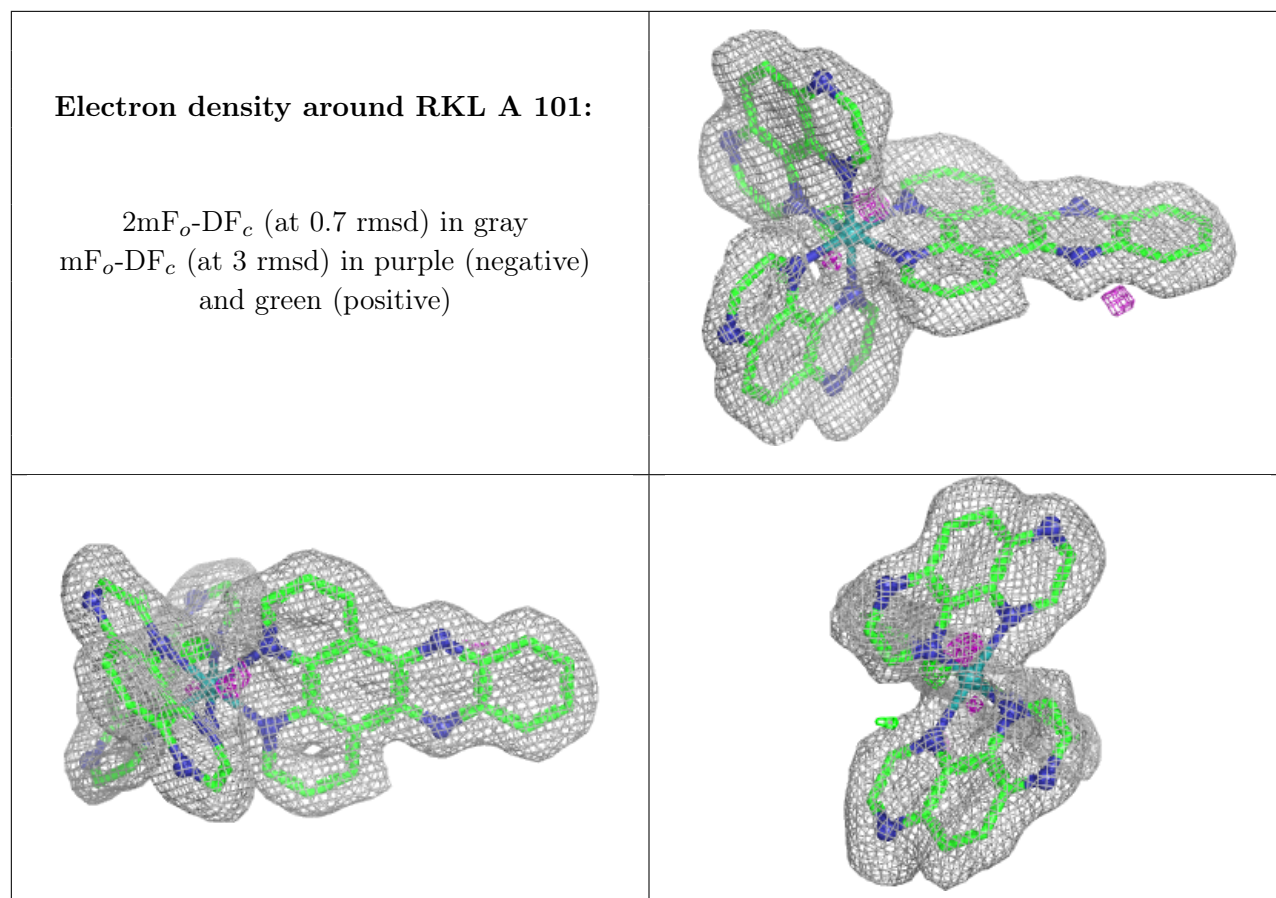 Electron density around RKL A 101:
2mFo-DFc (at 0.7 rmsd) in gray
mFo-DFc (at 3 rmsd) in purple (negative)
and green (positive)